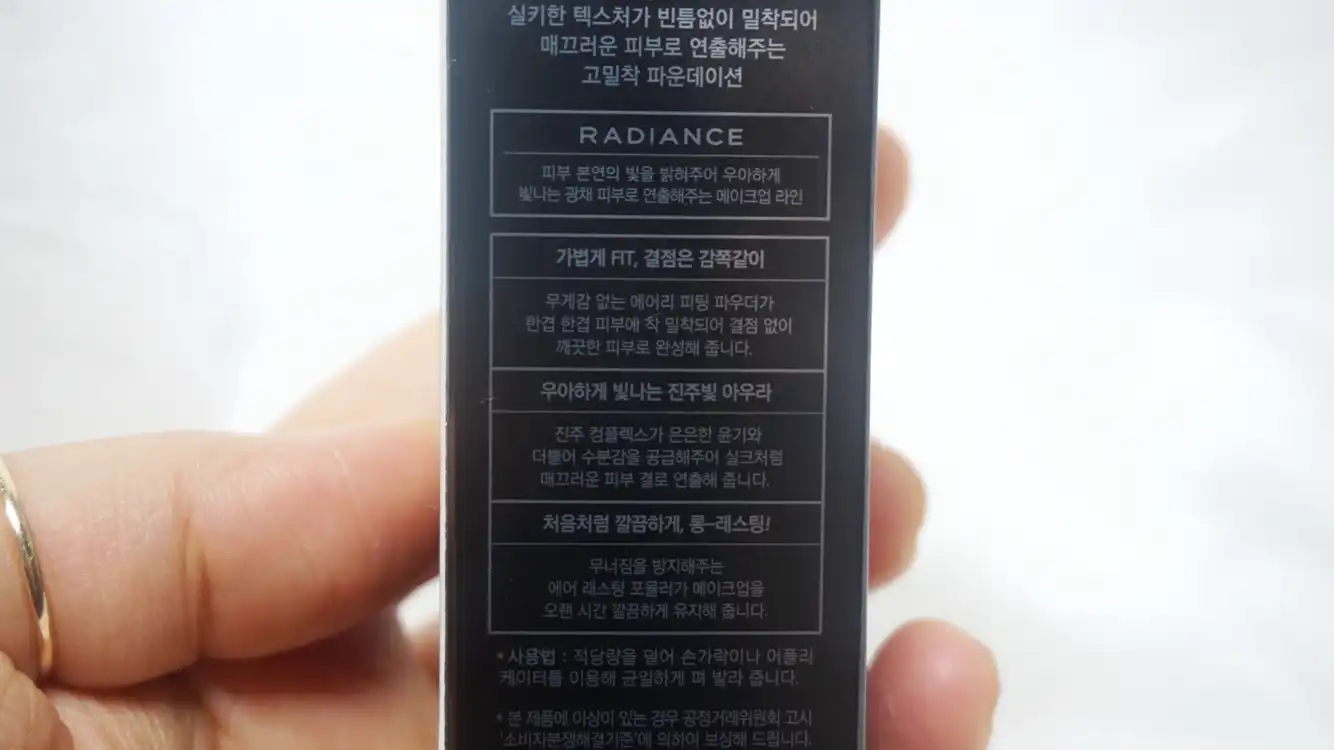 실키한 텍스처가 빈틈없이 밀착되어
매끄러운 피부로 연출해주는
고밀착 파운데이션
RADIANCE
피부 본연의 빛을 밝혀주어 우아하게
빛나는 광채 피부로 연출해주는 메이크업 라인
가볍게 FIT, 결점은 감쪽같이
무게감 없는 에어리 피팅 파우더가
한겹 한겹 피부에 착 밀착되어 결점 없이
깨끗한 피부로 완성해 줍니다.
우아하게 빛나는 진주빛 아우라
진주 컴플렉스가 은은한 윤기와
더불어 수분감을 공급해주어 실크처럼
매끄러운 피부 결로 연출해 줍니다.
처음처럼 깔끔하게, 롱-래스팅!
무너짐을 방지해주는
에어 래스팅 포뮬러가 메이크업을
오랜 시간 깔끔하게 유지해 줍니다.
* 사용법 : 적당량을 덜어 손가락이나 어플리
케이터를 이용해 균일하게 펴 발라 줍니다.
* 본 제품에 이상이 있는 경우 공정거래위원회 고시
'소비자분쟁해결기준'에 의하여 보상해 드립니다.